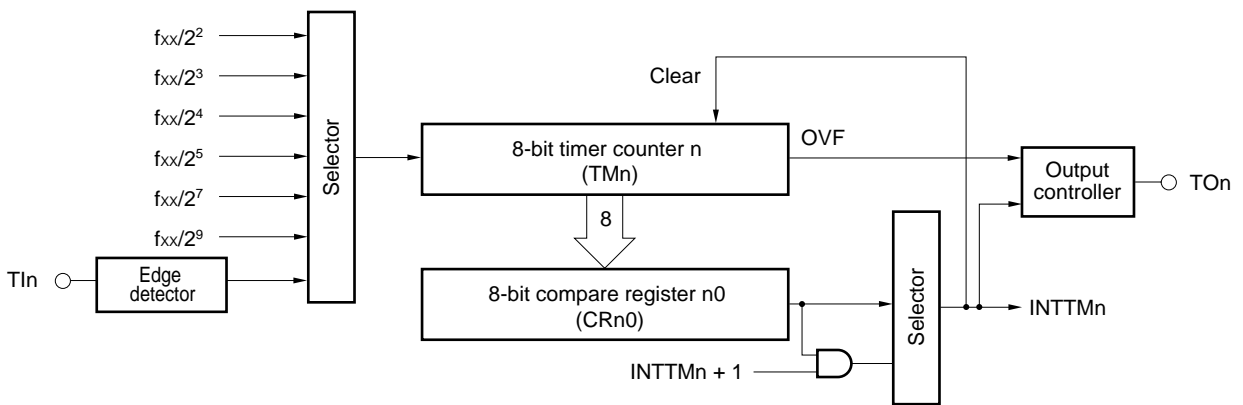 fxx/2²
fxx/2³
fxx/2⁴
fxx/2⁵
fxx/2⁷
fxx/2⁹
TIn
Edge
detector
Selector
Clear
8-bit timer counter n
(TMn)
OVF
8
8-bit compare register n0
(CRn0)
INTTMn + 1
Selector
Output
controller
TOn
INTTMn